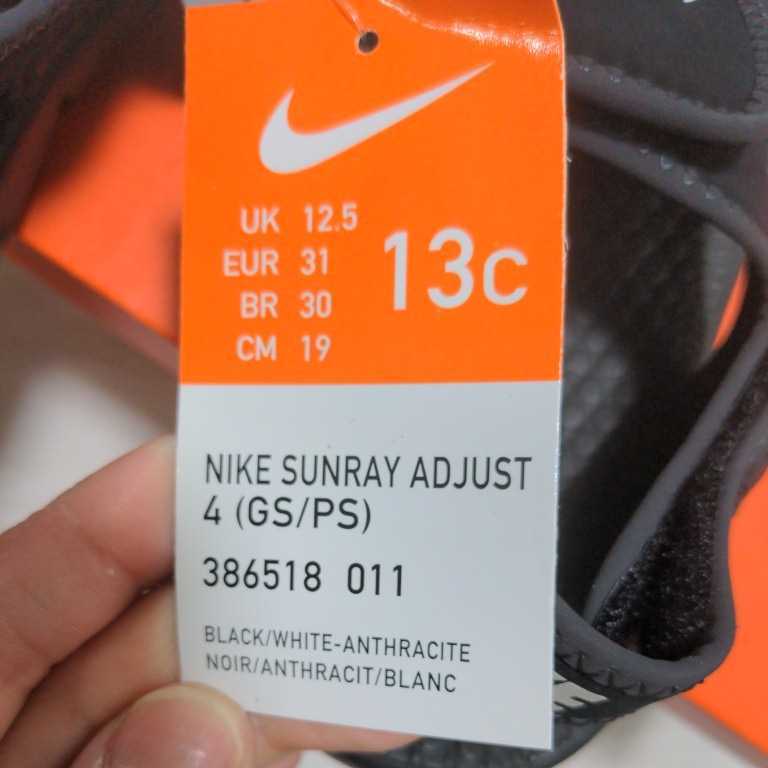 UK 12.5
EUR 31
BR 30
CM 19
13C
NIKE SUNRAY ADJUST
4 (GS/PS)
386518 011
BLACK/WHITE-ANTHRACITE
NOIR/ANTHRACIT/BLANC